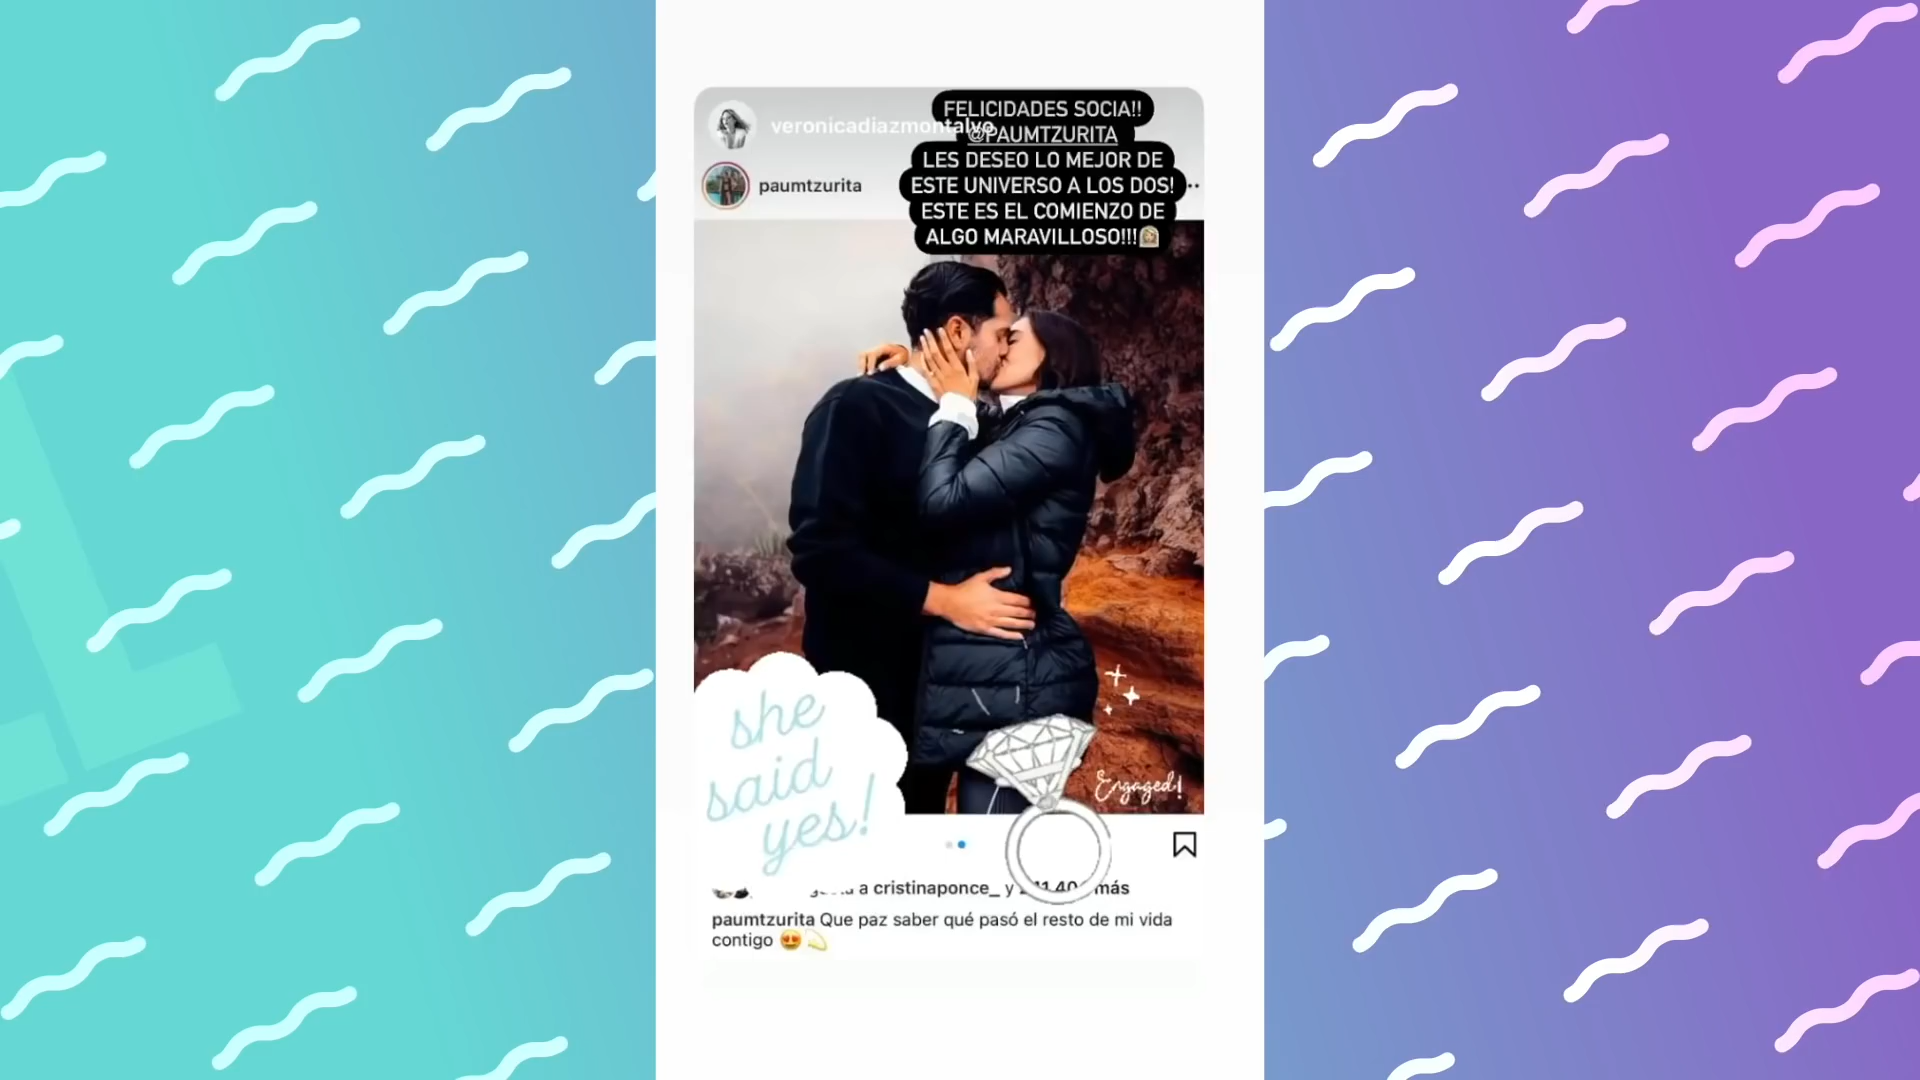 veronicadiazmontalvo
FELICIDADES SOCIA!!
@PAUMTZURITA
LES DESEO LO MEJOR DE
ESTE UNIVERSO A LOS DOS!
ESTE ES EL COMIENZO DE
ALGO MARAVILLOSO!!!
paumtzurita
she
said
yes!
Engaged!
a cristinaponce_ y más
paumtzurita Que paz saber qué pasó el resto de mi vida
contigo 😍💫